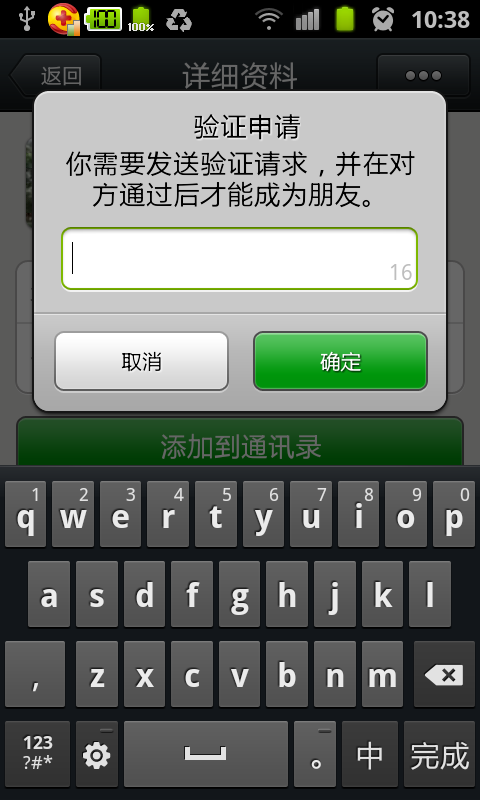 100%
10:38
返回
详细资料
验证申请
你需要发送验证请求，并在对
方通过后才能成为朋友。
16
取消
确定
添加到通讯录
1 2 3 4 5 6 7 8 9 0
q w e r t y u i o p
a s d f g h j k l
, z x c v b n m
123
?#*
。
中
完成